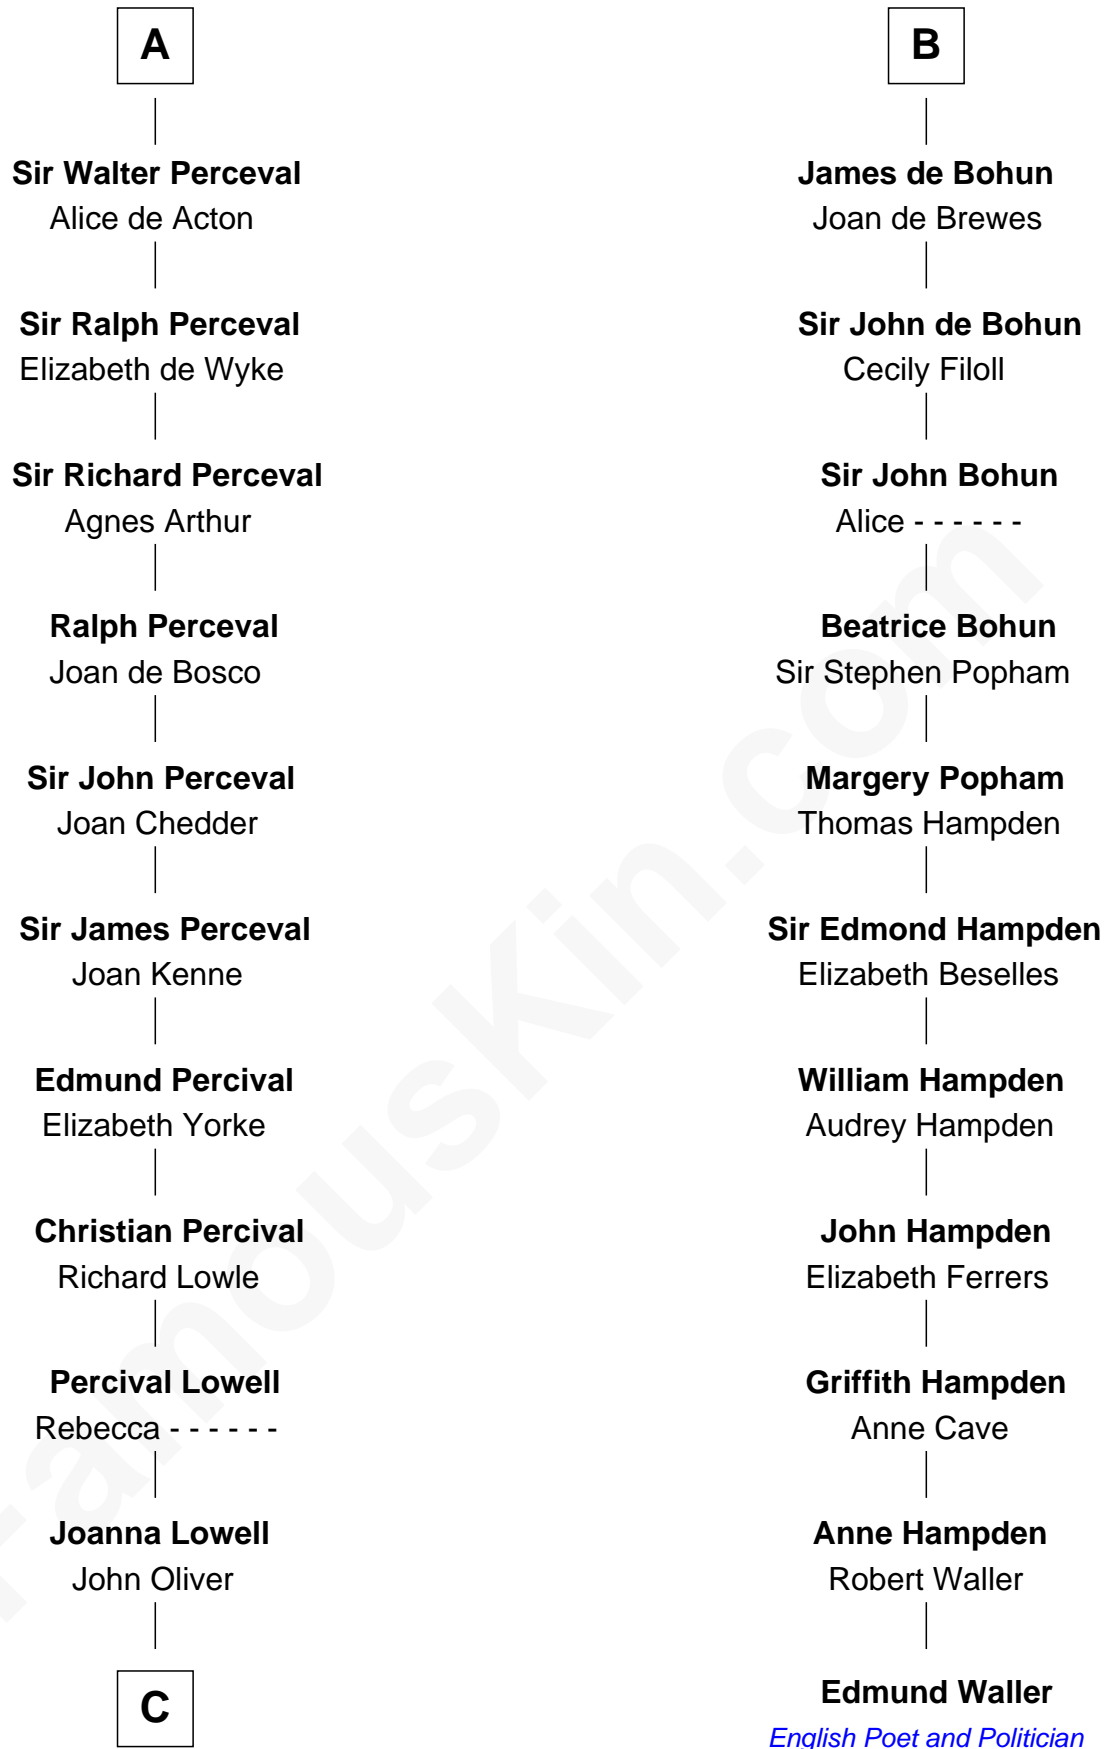 A
Sir Walter Perceval
Alice de Acton
Sir Ralph Perceval
Elizabeth de Wyke
Sir Richard Perceval
Agnes Arthur
Ralph Perceval
Joan de Bosco
Sir John Perceval
Joan Chedder
Sir James Perceval
Joan Kenne
Edmund Percival
Elizabeth Yorke
Christian Percival
Richard Lowle
Percival Lowell
Rebecca - - - - - -
Joanna Lowell
John Oliver
C
B
James de Bohun
Joan de Brewes
Sir John de Bohun
Cecily Filoll
Sir John Bohun
Alice - - - - - -
Beatrice Bohun
Sir Stephen Popham
Margery Popham
Thomas Hampden
Sir Edmond Hampden
Elizabeth Beselles
William Hampden
Audrey Hampden
John Hampden
Elizabeth Ferrers
Griffith Hampden
Anne Cave
Anne Hampden
Robert Waller
Edmund Waller
English Poet and Politician
FamousKin.com